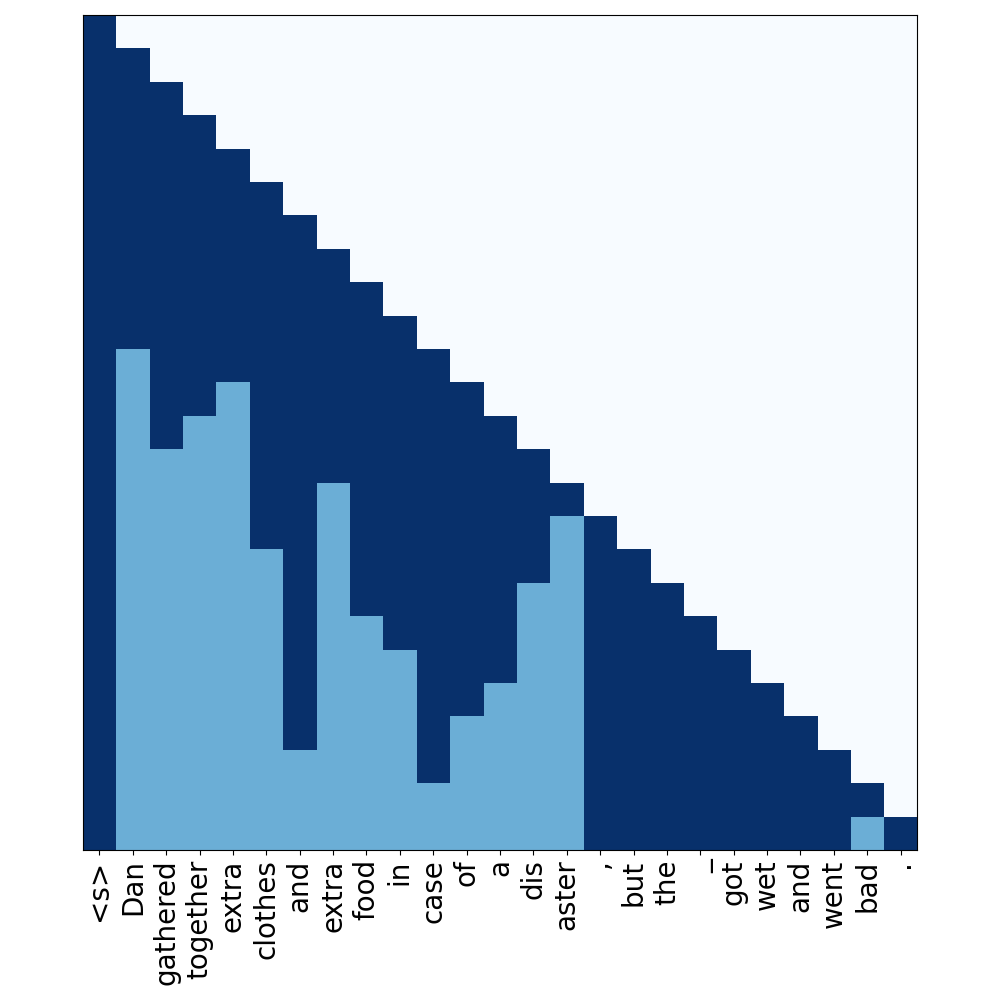 <s>
Dan
gathered
together
extra
clothes
and
extra
food
in
case
of
a
dis
aster
,
but
the
_
got
wet
and
went
bad
.